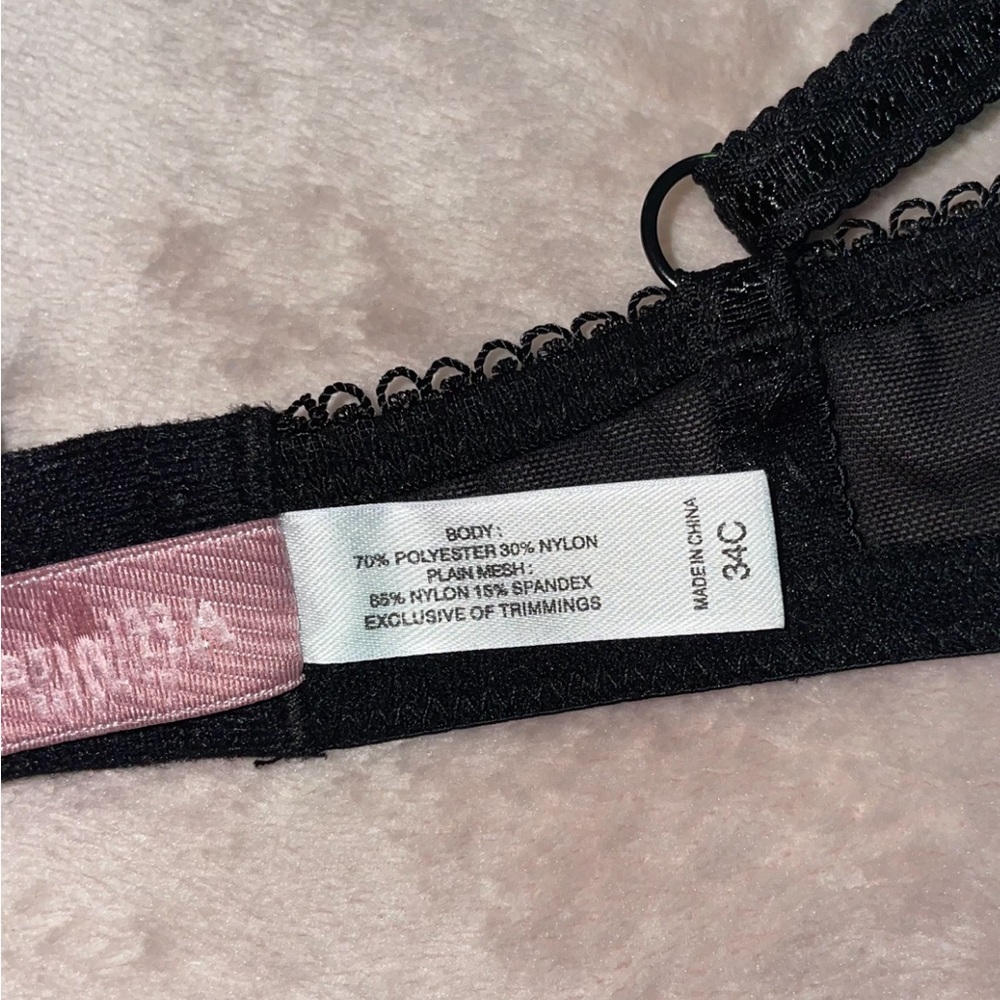 BODY :
70% POLYESTER 30% NYLON
PLAIN MESH :
85% NYLON 15% SPANDEX
EXCLUSIVE OF TRIMMINGS
MADE IN CHINA
34C